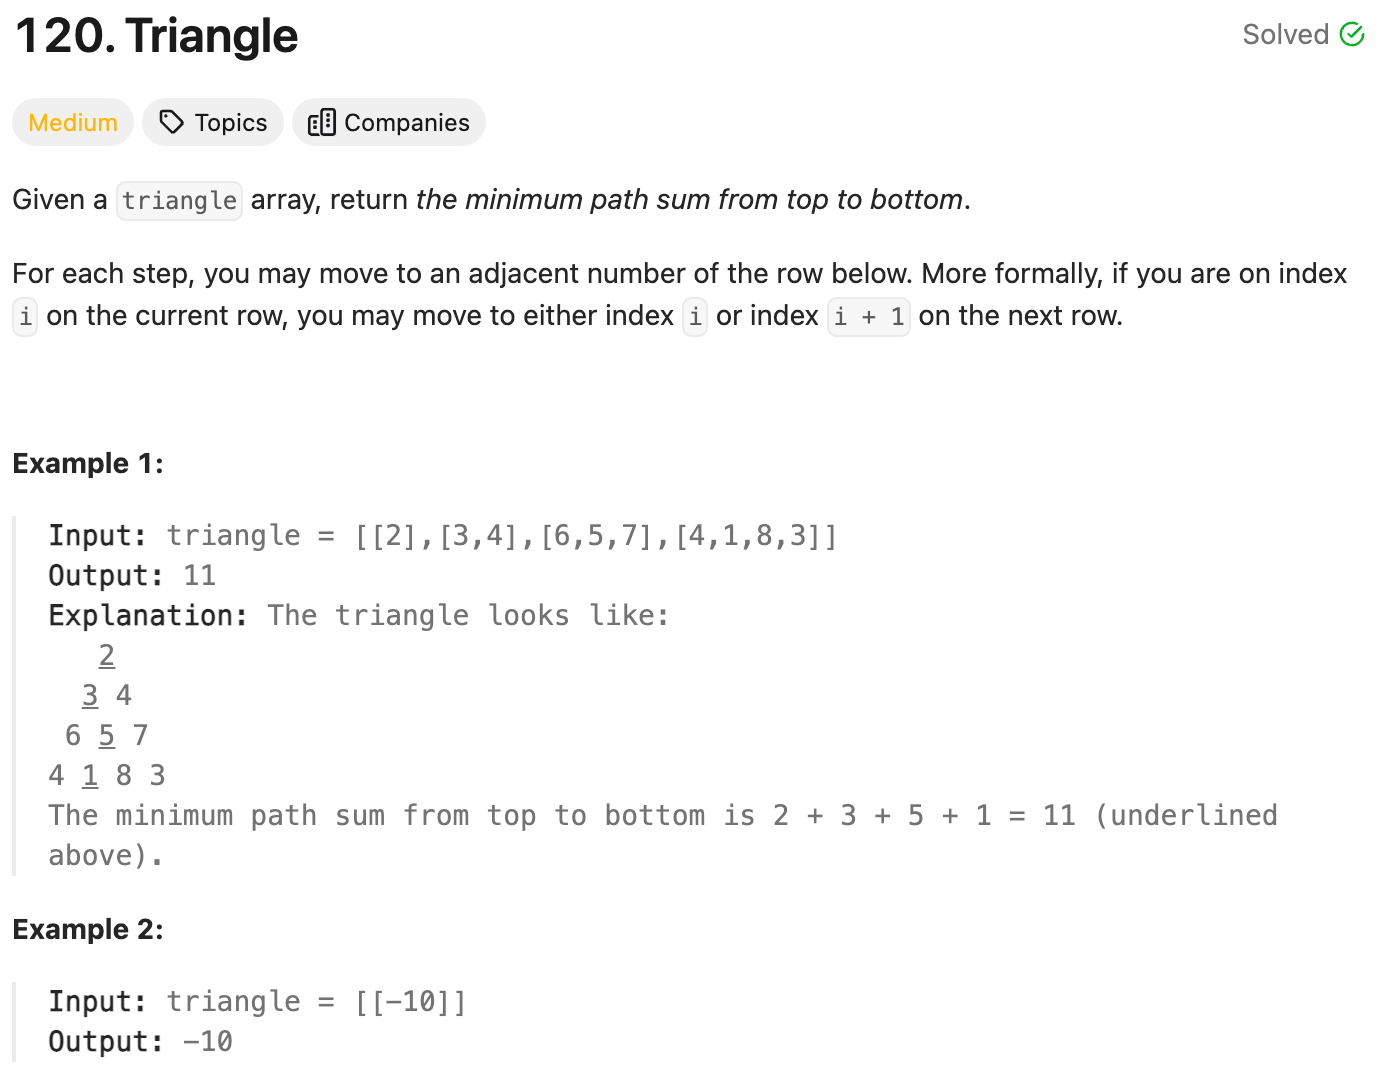 120. Triangle
Solved
Medium Topics Companies
Given a triangle array, return the minimum path sum from top to bottom.
For each step, you may move to an adjacent number of the row below. More formally, if you are on index
i on the current row, you may move to either index i or index i + 1 on the next row.
Example 1:
Input: triangle = [[2],[3,4],[6,5,7],[4,1,8,3]]
Output: 11
Explanation: The triangle looks like:
2
3 4
6 5 7
4 1 8 3
The minimum path sum from top to bottom is 2 + 3 + 5 + 1 = 11 (underlined
above).
Example 2:
Input: triangle = [[-10]]
Output: -10